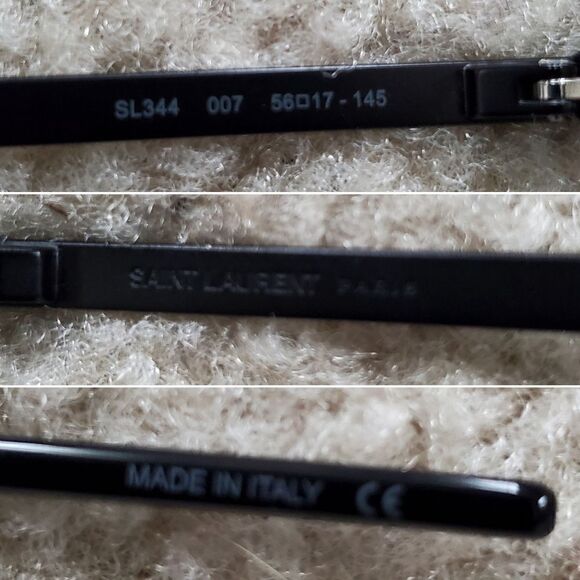 SL344 007 56□17-145
SAINT LAURENT PARIS
MADE IN ITALY CE